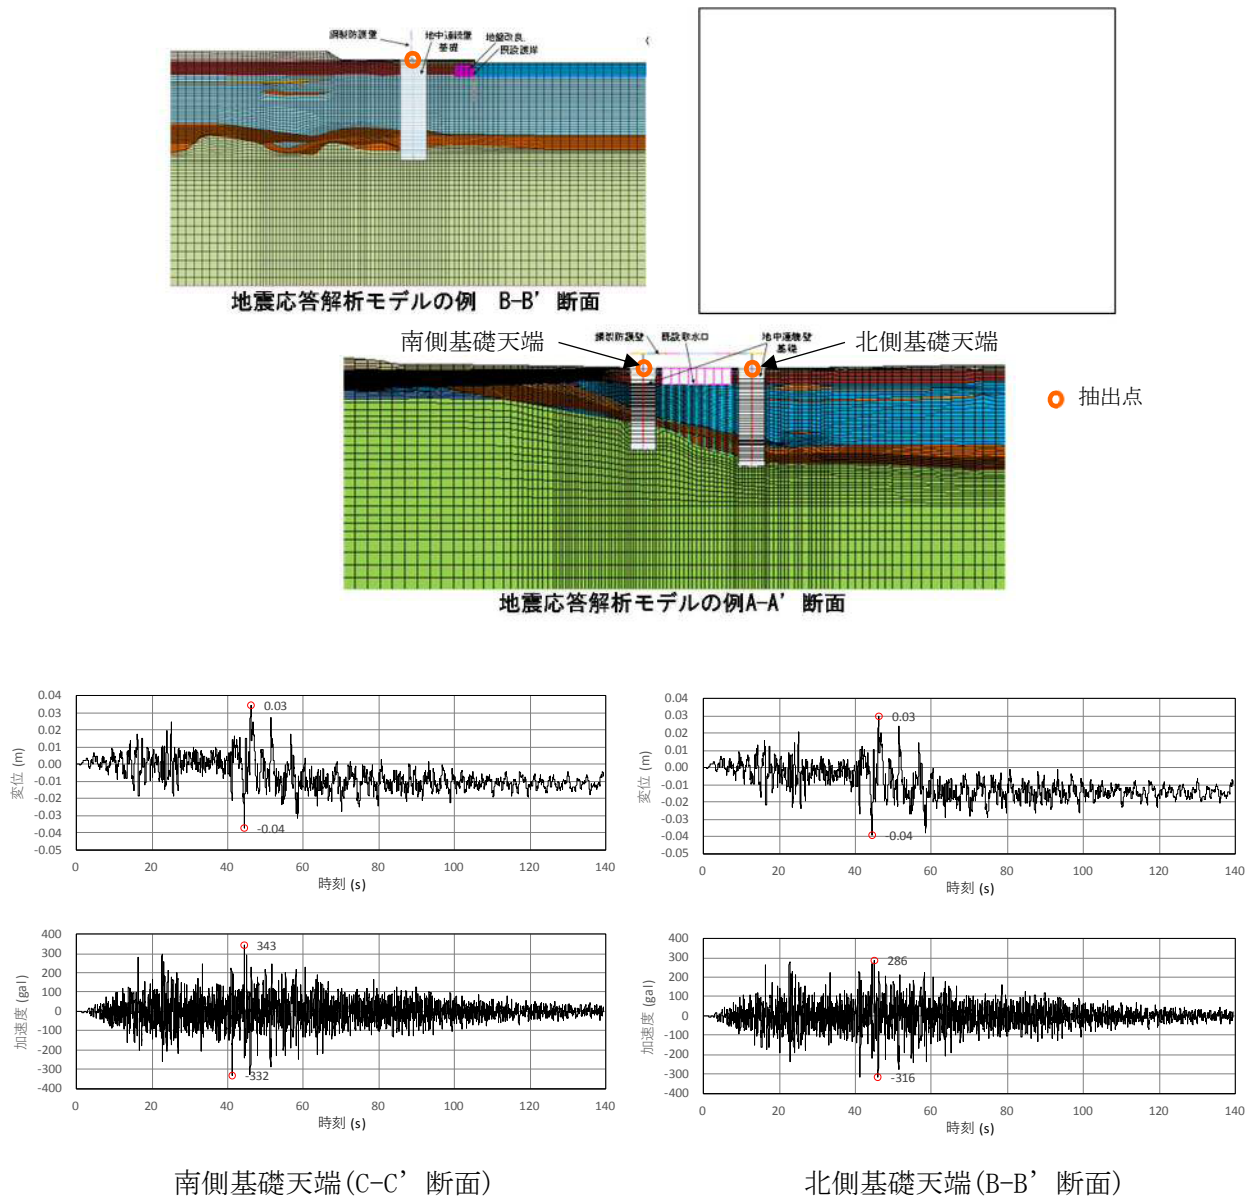 鋼製防護壁
地中連続壁
基礎
地盤改良
既設護岸
地震応答解析モデルの例 B-B’ 断面
南側基礎天端
鋼製防護壁
既設取水口
地中連続壁
基礎
北側基礎天端
抽出点
地震応答解析モデルの例A-A’ 断面
変位 (m)
0.04
0.03
0.02
0.01
0.00
-0.01
-0.02
-0.03
-0.04
-0.05
0.03
-0.04
0 20 40 60 80 100 120 140
時刻 (s)
変位 (m)
0.04
0.03
0.02
0.01
0.00
-0.01
-0.02
-0.03
-0.04
-0.05
0.03
-0.04
0 20 40 60 80 100 120 140
時刻 (s)
加速度 (gal)
400
300
200
100
0
-100
-200
-300
-400
343
-332
0 20 40 60 80 100 120 140
時刻 (s)
加速度 (gal)
400
300
200
100
0
-100
-200
-300
-400
286
-316
0 20 40 60 80 100 120 140
時刻 (s)
南側基礎天端(C-C’ 断面)
北側基礎天端(B-B’ 断面)